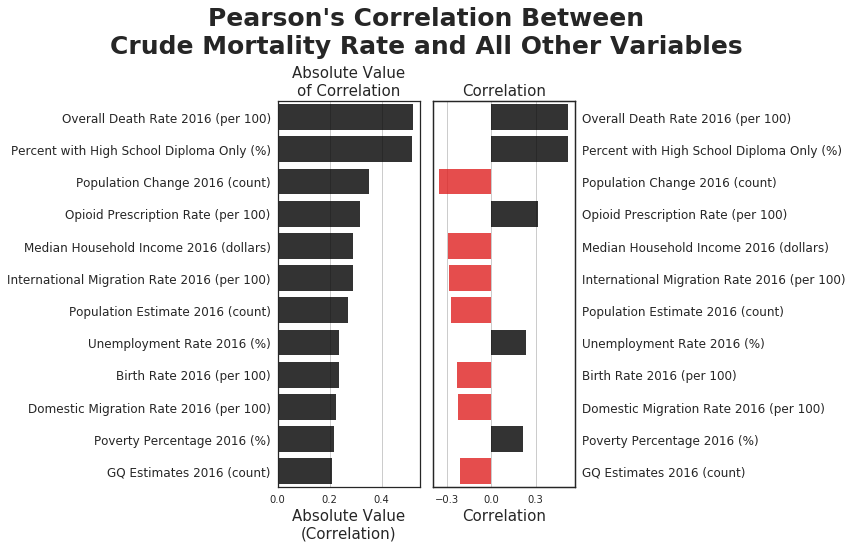 Pearson's Correlation Between
Crude Mortality Rate and All Other Variables
Absolute Value
of Correlation
Overall Death Rate 2016 (per 100)
Percent with High School Diploma Only (%)
Population Change 2016 (count)
Opioid Prescription Rate (per 100)
Median Household Income 2016 (dollars)
International Migration Rate 2016 (per 100)
Population Estimate 2016 (count)
Unemployment Rate 2016 (%)
Birth Rate 2016 (per 100)
Domestic Migration Rate 2016 (per 100)
Poverty Percentage 2016 (%)
GQ Estimates 2016 (count)
0.0 0.2 0.4
Absolute Value
(Correlation)
Correlation
Overall Death Rate 2016 (per 100)
Percent with High School Diploma Only (%)
Population Change 2016 (count)
Opioid Prescription Rate (per 100)
Median Household Income 2016 (dollars)
International Migration Rate 2016 (per 100)
Population Estimate 2016 (count)
Unemployment Rate 2016 (%)
Birth Rate 2016 (per 100)
Domestic Migration Rate 2016 (per 100)
Poverty Percentage 2016 (%)
GQ Estimates 2016 (count)
−0.3 0.0 0.3
Correlation